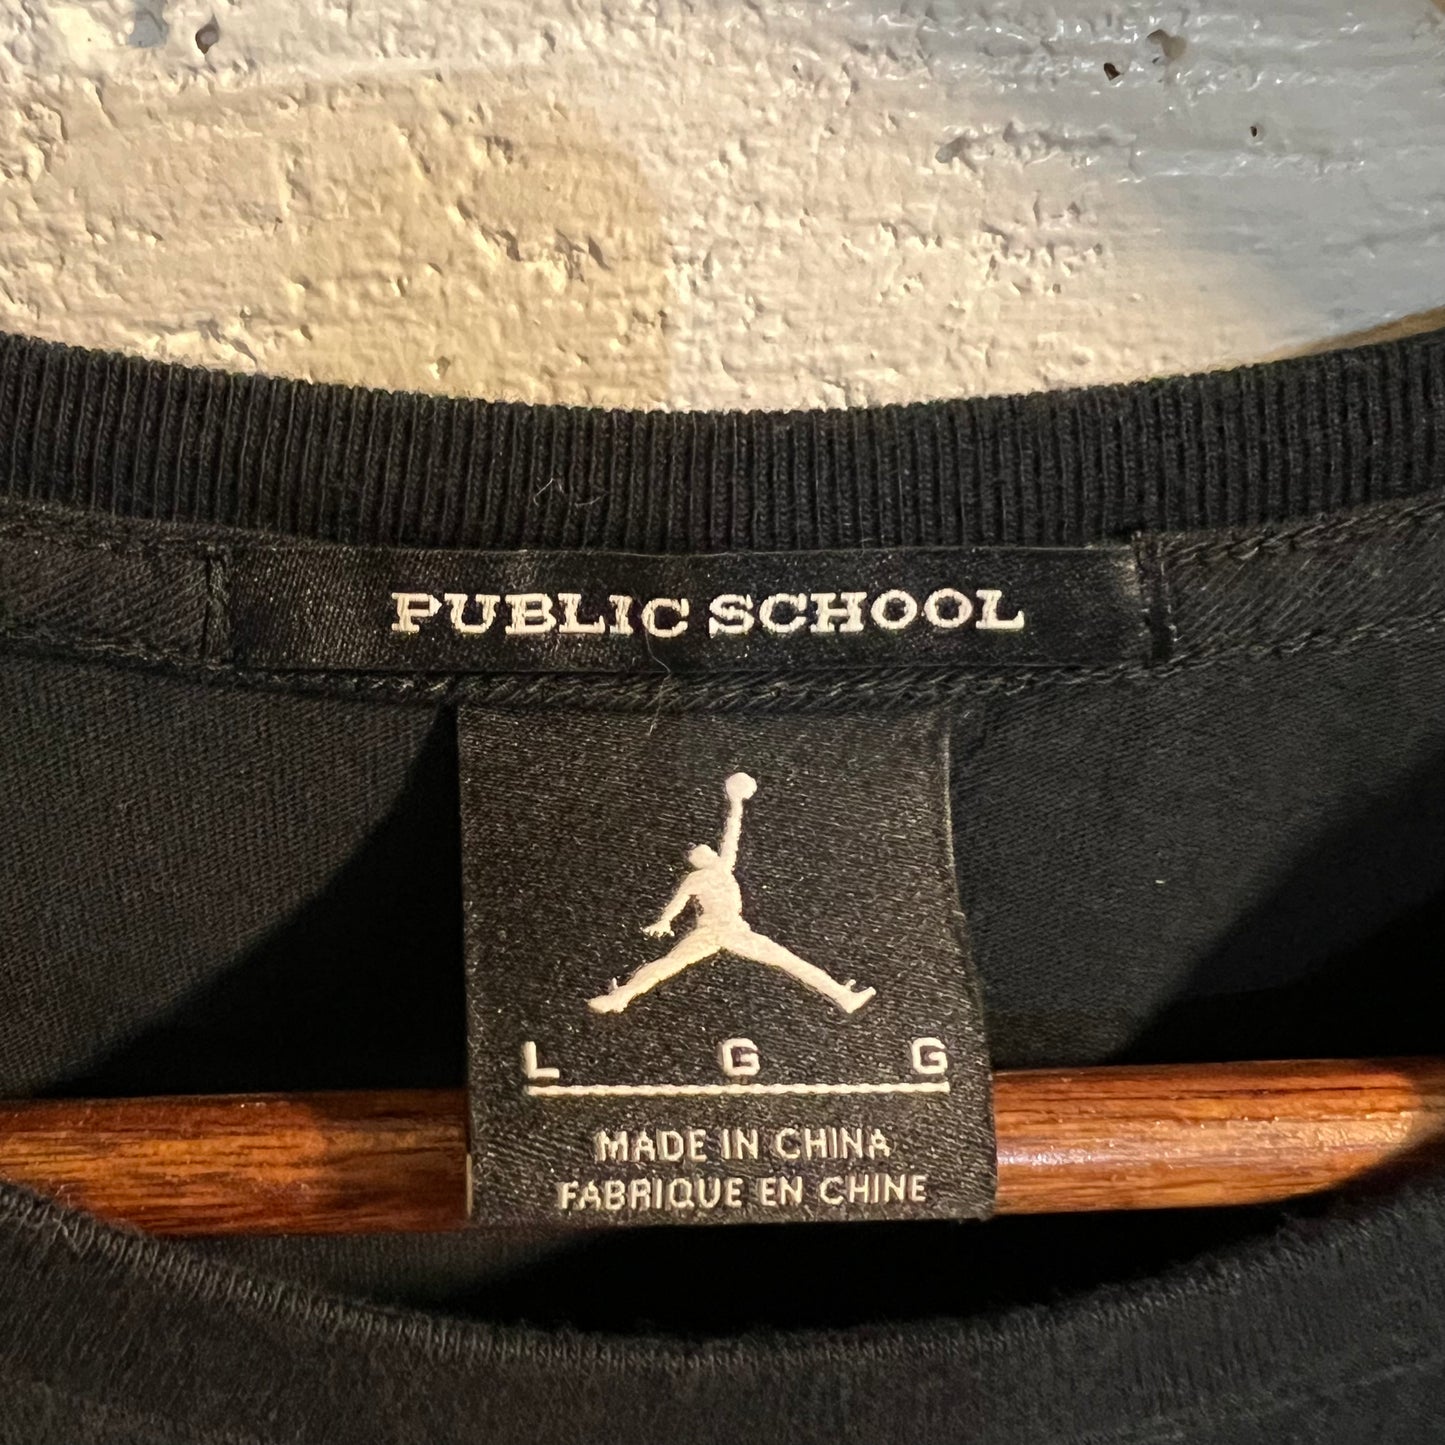 PUBLIC SCHOOL
L G G
MADE IN CHINA
FABRIQUE EN CHINE